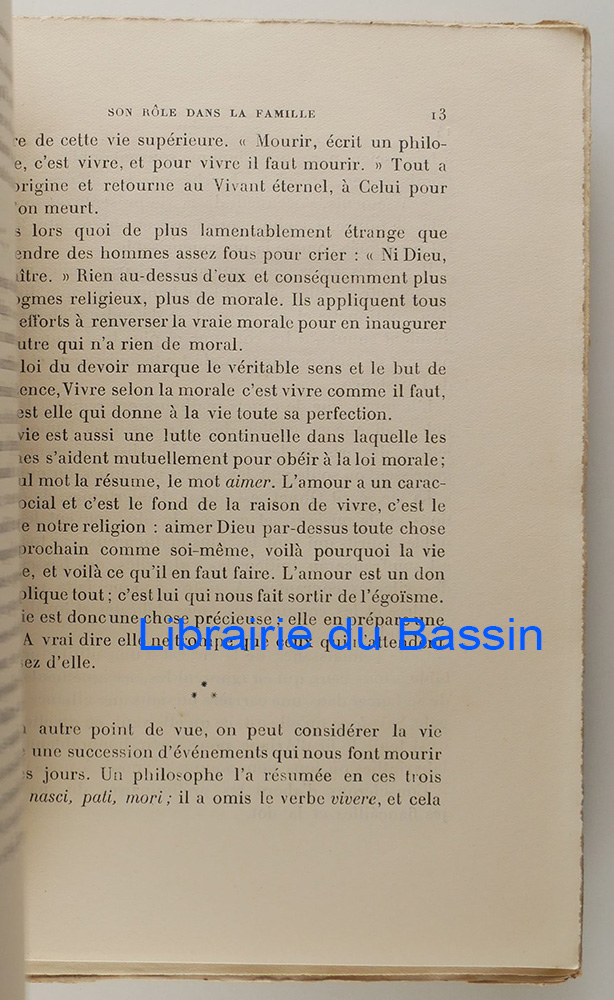 SON RÔLE DANS LA FAMILLE 13
re de cette vie supérieure. « Mourir, écrit un philo-
e, c'est vivre, et pour vivre il faut mourir. » Tout a
origine et retourne au Vivant éternel, à Celui pour
on meurt.
s lors quoi de plus lamentablement étrange que
endre des hommes assez fous pour crier : « Ni Dieu,
aître. » Rien au-dessus d'eux et conséquemment plus
ogmes religieux, plus de morale. Ils appliquent tous
efforts à renverser la vraie morale pour en inaugurer
utre qui n'a rien de moral.
loi du devoir marque le véritable sens et le but de
ence, Vivre selon la morale c'est vivre comme il faut,
est elle qui donne à la vie toute sa perfection.
vie est aussi une lutte continuelle dans laquelle les
nes s'aident mutuellement pour obéir à la loi morale ;
ul mot la résume, le mot aimer. L'amour a un carac-
ocial et c'est le fond de la raison de vivre, c'est le
e notre religion : aimer Dieu par-dessus toute chose
prochain comme soi-même, voilà pourquoi la vie
e, et voilà ce qu'il en faut faire. L'amour est un don
plique tout ; c'est lui qui nous fait sortir de l'égoïsme.
ie est donc une chose précieuse ; elle en prépare une
A vrai dire elle ne trompe que ceux qui l'attendent
Librairie du Bassin
ez d'elle.
* * *
autre point de vue, on peut considérer la vie
une succession d'événements qui nous font mourir
s jours. Un philosophe l'a résumée en ces trois
nasci, pati, mori ; il a omis le verbe vivere, et cela